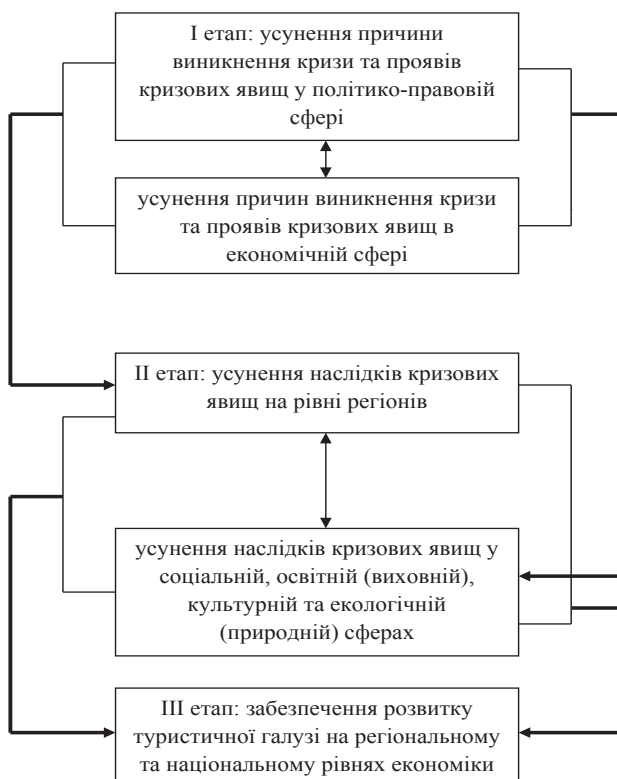 І етап: усунення причини
виникнення кризи та проявів
кризових явищ у політико-правовій
сфері
усунення причин виникнення кризи
та проявів кризових явищ в
економічній сфері
ІІ етап: усунення наслідків кризових
явищ на рівні регіонів
усунення наслідків кризових явищ у
соціальній, освітній (виховній),
культурній та екологічній
(природній) сферах
ІІІ етап: забезпечення розвитку
туристичної галузі на регіональному
та національному рівнях економіки